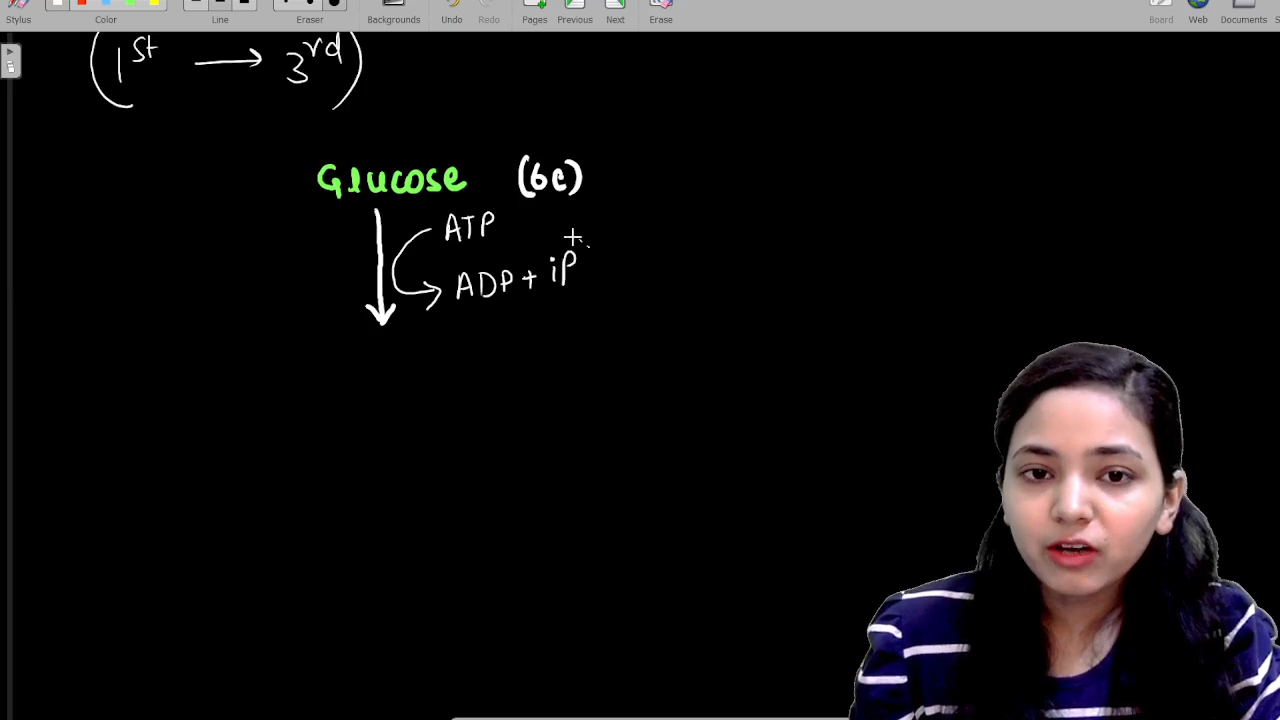 Stylus Color Line Eraser Backgrounds Undo Redo Pages Previous Next Erase Board Web Documents
(1st → 3rd)
Glucose (6c)
ATP
ADP + iP
+